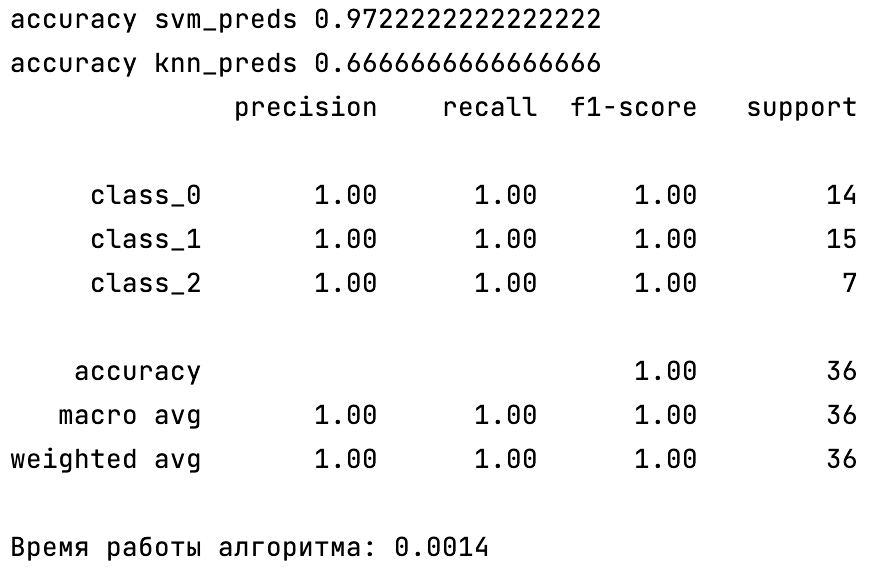 accuracy svm_preds 0.9722222222222222
accuracy knn_preds 0.6666666666666666
precision recall f1-score support
class_0 1.00 1.00 1.00 14
class_1 1.00 1.00 1.00 15
class_2 1.00 1.00 1.00 7
accuracy 1.00 36
macro avg 1.00 1.00 1.00 36
weighted avg 1.00 1.00 1.00 36
Время работы алгоритма: 0.0014